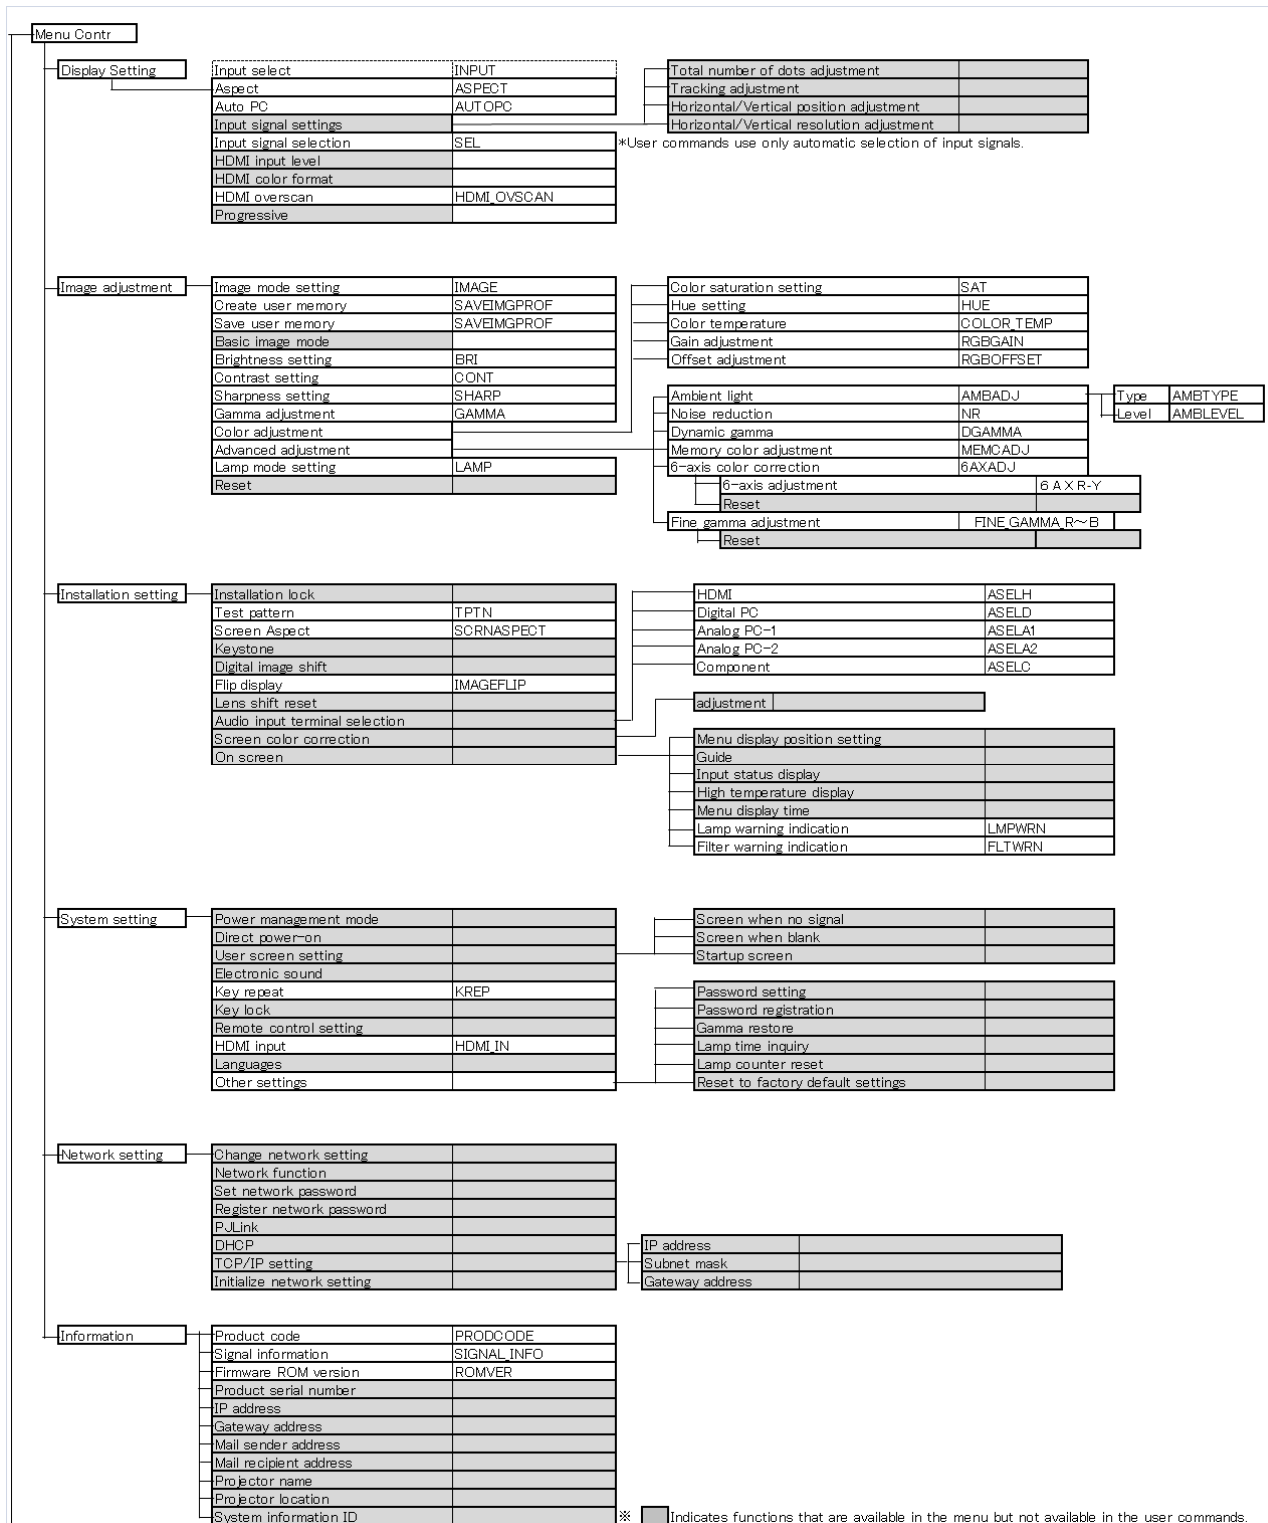 Menu Contr
Display Setting
Input select INPUT
Aspect ASPECT
Auto PC AUTOPC
Input signal settings
Input signal selection SEL
HDMI input level
HDMI color format
HDMI overscan HDMI_OVSCAN
Progressive
Total number of dots adjustment
Tracking adjustment
Horizontal/Vertical position adjustment
Horizontal/Vertical resolution adjustment
*User commands use only automatic selection of input signals.
Image adjustment
Image mode setting IMAGE
Create user memory SAVEIMGPROF
Save user memory SAVEIMGPROF
Basic image mode
Brightness setting BRI
Contrast setting CONT
Sharpness setting SHARP
Gamma adjustment GAMMA
Color adjustment
Advanced adjustment
Lamp mode setting LAMP
Reset
Color saturation setting SAT
Hue setting HUE
Color temperature COLOR_TEMP
Gain adjustment RGBGAIN
Offset adjustment RGBOFFSET
Ambient light AMBADJ
Type AMBTYPE
Level AMBLEVEL
Noise reduction NR
Dynamic gamma DGAMMA
Memory color adjustment MEMCADJ
6-axis color correction 6AXADJ
6-axis adjustment 6AXR-Y
Reset
Fine gamma adjustment FINE_GAMMA_R～B
Reset
Installation setting
Installation lock
Test pattern TPTN
Screen Aspect SCRNASPECT
Keystone
Digital image shift
Flip display IMAGEFLIP
Lens shift reset
Audio input terminal selection
Screen color correction
On screen
HDMI ASELH
Digital PC ASELD
Analog PC-1 ASELA1
Analog PC-2 ASELA2
Component ASELC
adjustment
Menu display position setting
Guide
Input status display
High temperature display
Menu display time
Lamp warning indication LMPWRN
Filter warning indication FLTWRN
System setting
Power management mode
Direct power-on
User screen setting
Electronic sound
Key repeat KREP
Key lock
Remote control setting
HDMI input HDMI_IN
Languages
Other settings
Screen when no signal
Screen when blank
Startup screen
Password setting
Password registration
Gamma restore
Lamp time inquiry
Lamp counter reset
Reset to factory default settings
Network setting
Change network setting
Network function
Set network password
Register network password
PJLink
DHCP
TCP/IP setting
Initialize network setting
IP address
Subnet mask
Gateway address
Information
Product code PRODCODE
Signal information SIGNAL_INFO
Firmware ROM version ROMVER
Product serial number
IP address
Gateway address
Mail sender address
Mail recipient address
Projector name
Projector location
System information ID
※ Indicates functions that are available in the menu but not available in the user commands.